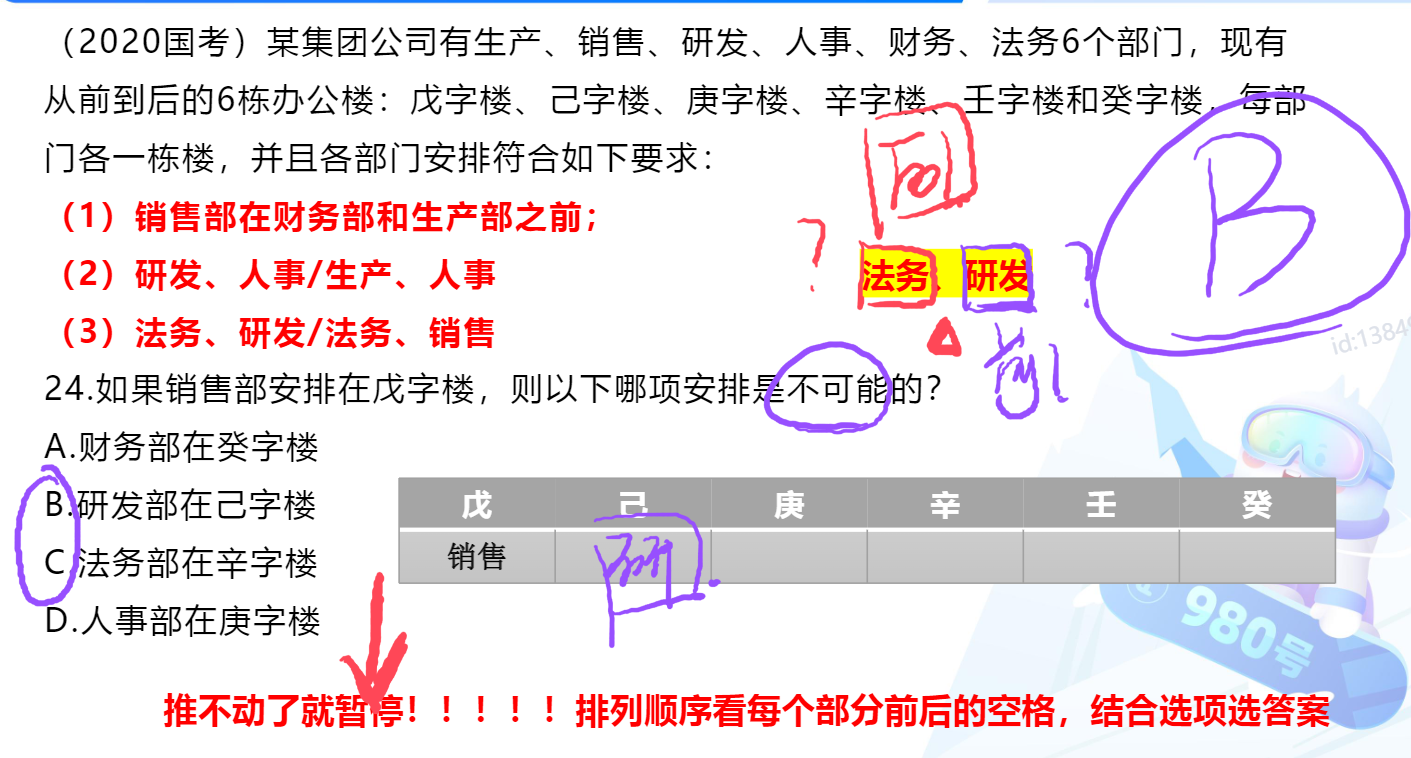 （2020国考）某集团公司有生产、销售、研发、人事、财务、法务6个部门，现有
从前到后的6栋办公楼：戊字楼、己字楼、庚字楼、辛字楼、壬字楼和癸字楼，每部
门各一栋楼，并且各部门安排符合如下要求：
（1）销售部在财务部和生产部之前；
（2）研发、人事/生产、人事
？ 法务、研发 ？
B
（3）法务、研发/法务、销售
前！
id:13849
24.如果销售部安排在戊字楼，则以下哪项安排是不可能的？
A.财务部在癸字楼
B.研发部在己字楼
C.法务部在辛字楼
D.人事部在庚字楼
戊 己 庚 辛 壬 癸
销售 研
980号
推不动了就暂停！！！！！排列顺序看每个部分前后的空格，结合选项选答案